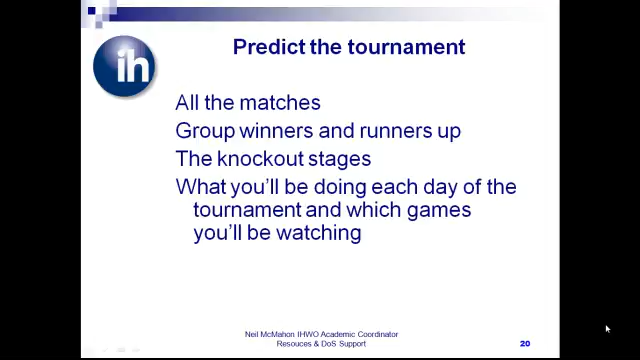 Predict the tournament
ih
All the matches
Group winners and runners up
The knockout stages
What you'll be doing each day of the
tournament and which games
you'll be watching
Neil McMahon IHWO Academic Coordinator
Resouces & DoS Support
20